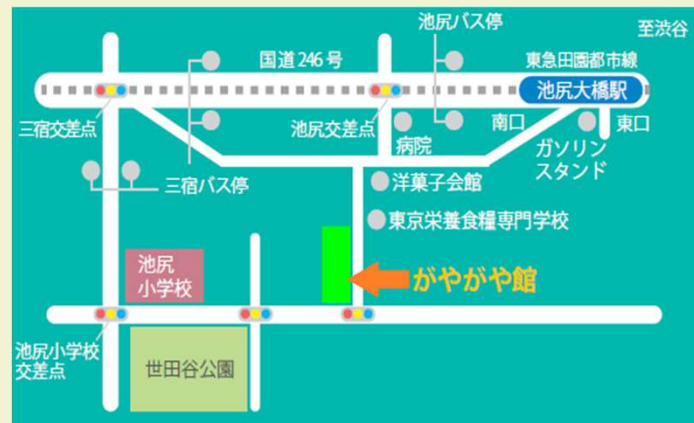 池尻バス停
至渋谷
国道246号
東急田園都市線
池尻大橋駅
三宿交差点
池尻交差点
病院
南口
東口
ガソリン
スタンド
三宿バス停
洋菓子会館
東京栄養食糧専門学校
池尻
小学校
がやがや館
池尻小学校
交差点
世田谷公園